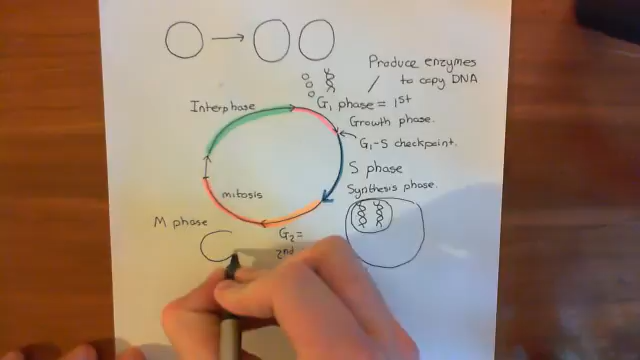 Produce enzymes
to copy DNA
Interphase
G₁ phase = 1st
Growth phase.
G₁-S checkpoint.
S phase
Synthesis phase.
mitosis
M phase
G₂ =
2nd